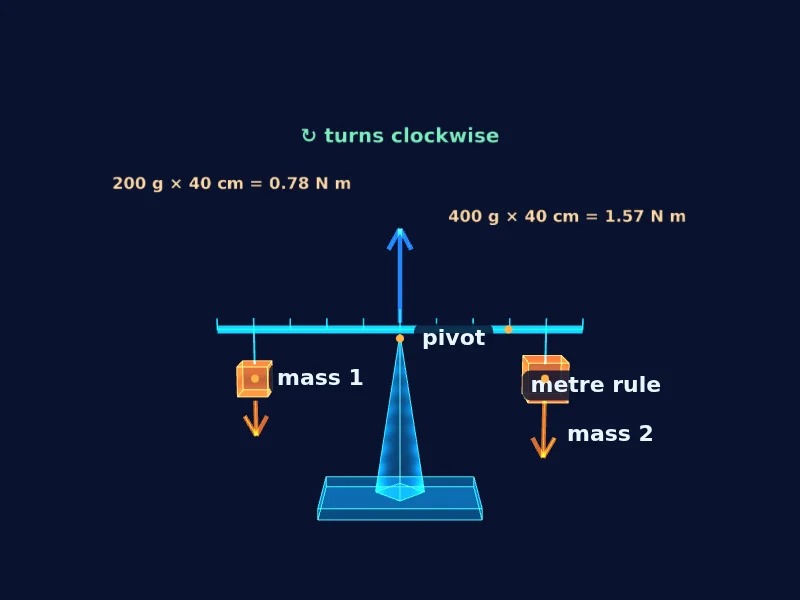 ↻ turns clockwise
200 g × 40 cm = 0.78 N m
400 g × 40 cm = 1.57 N m
pivot
mass 1
metre rule
mass 2